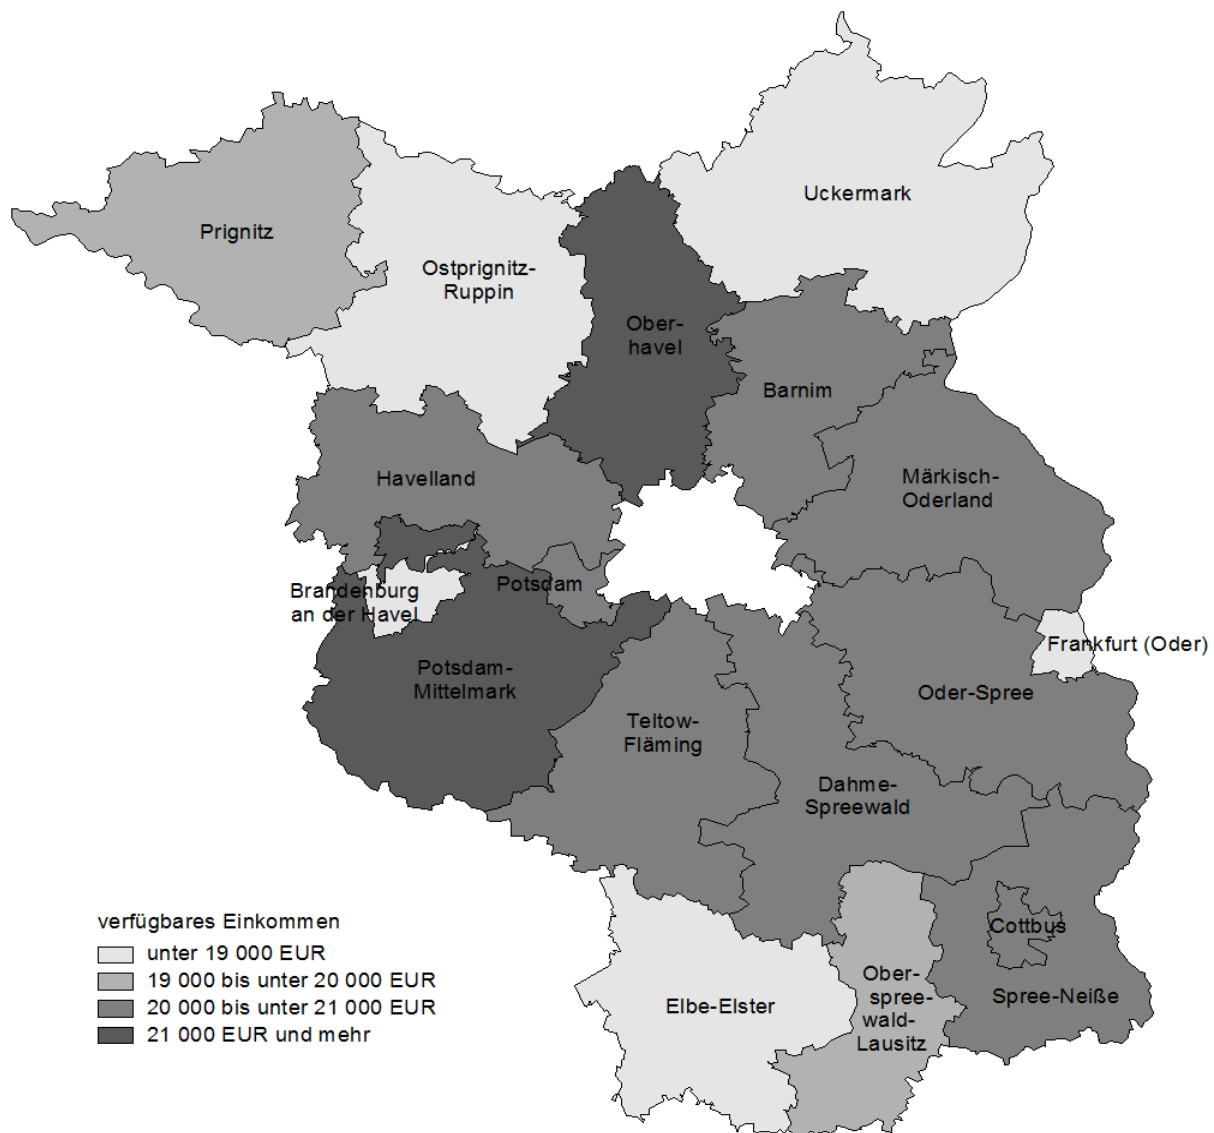 Uckermark
Prignitz
Ostprignitz-
Ruppin
Ober-
havel
Barnim
Havelland
Märkisch-
Oderland
Potsdam
Brandenburg
an der Havel
Frankfurt (Oder)
Potsdam-
Mittelmark
Oder-Spree
Teltow-
Fläming
Dahme-
Spreewald
verfügbares Einkommen
unter 19 000 EUR
19 000 bis unter 20 000 EUR
20 000 bis unter 21 000 EUR
21 000 EUR und mehr
Cottbus
Ober-
spree-
wald-
Lausitz
Spree-Neiße
Elbe-Elster